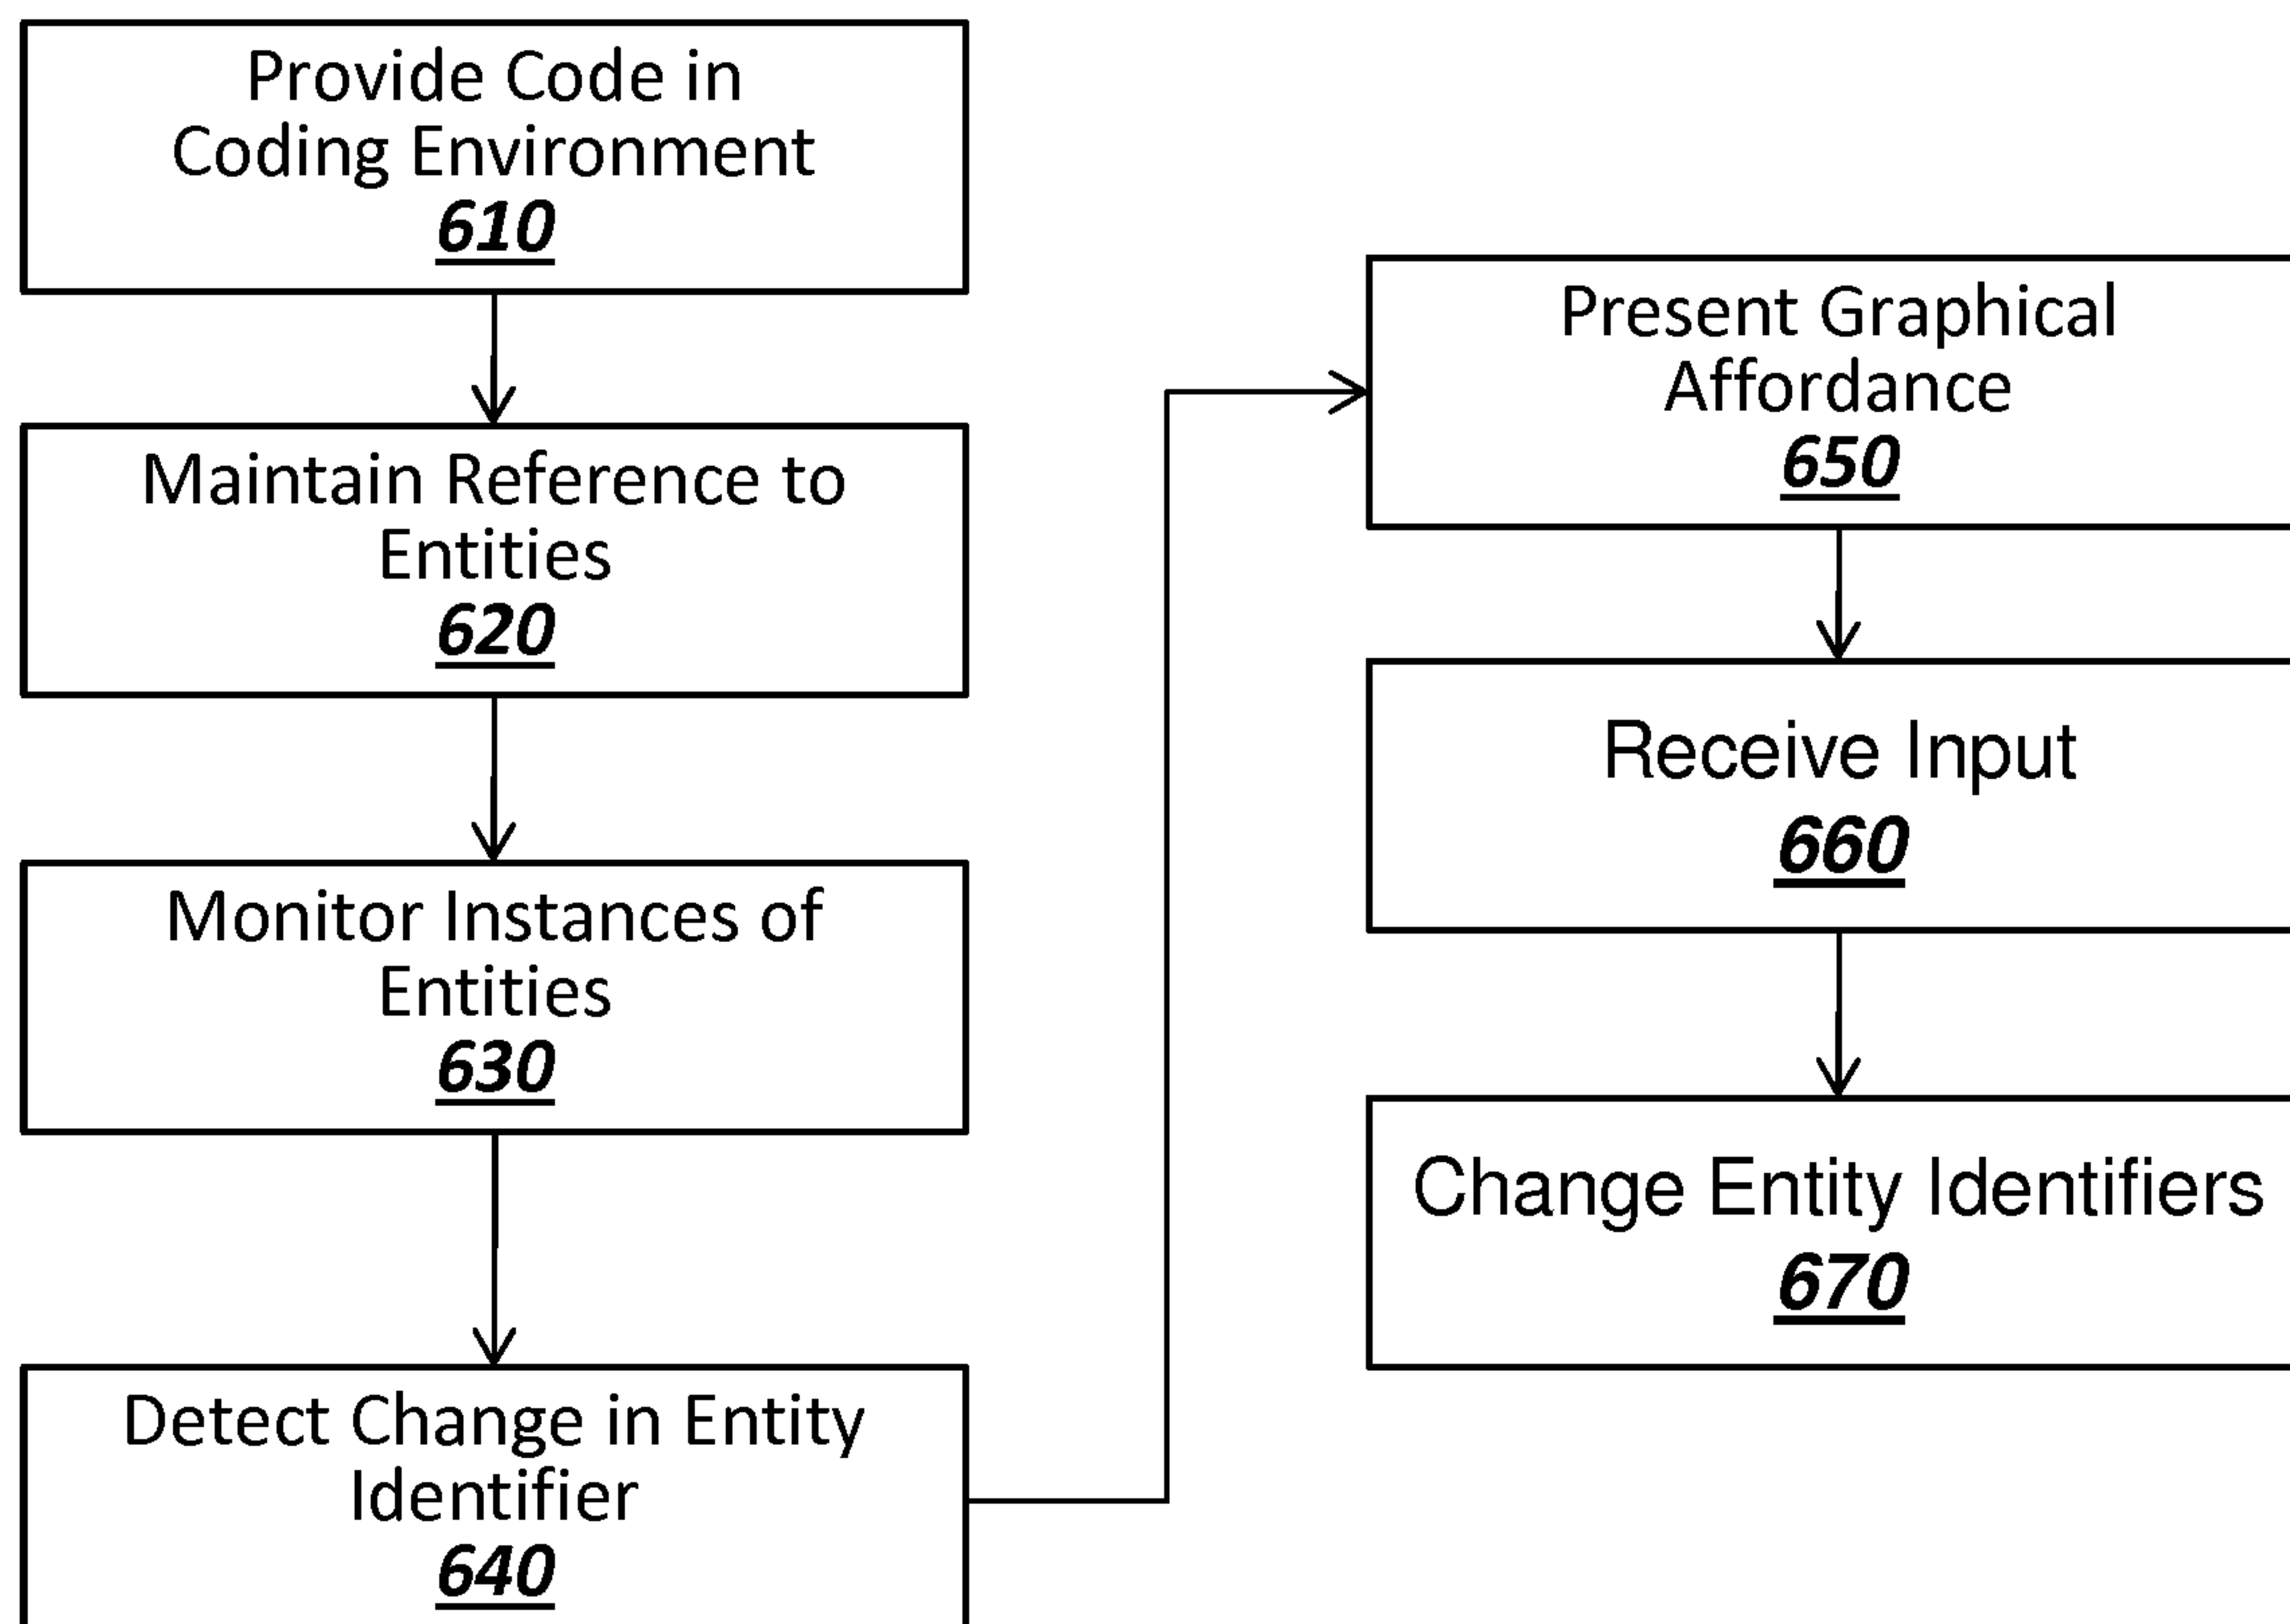 Provide Code in
Coding Environment
610
Maintain Reference to
Entities
620
Monitor Instances of
Entities
630
Detect Change in Entity
Identifier
640
Present Graphical
Affordance
650
Receive Input
660
Change Entity Identifiers
670